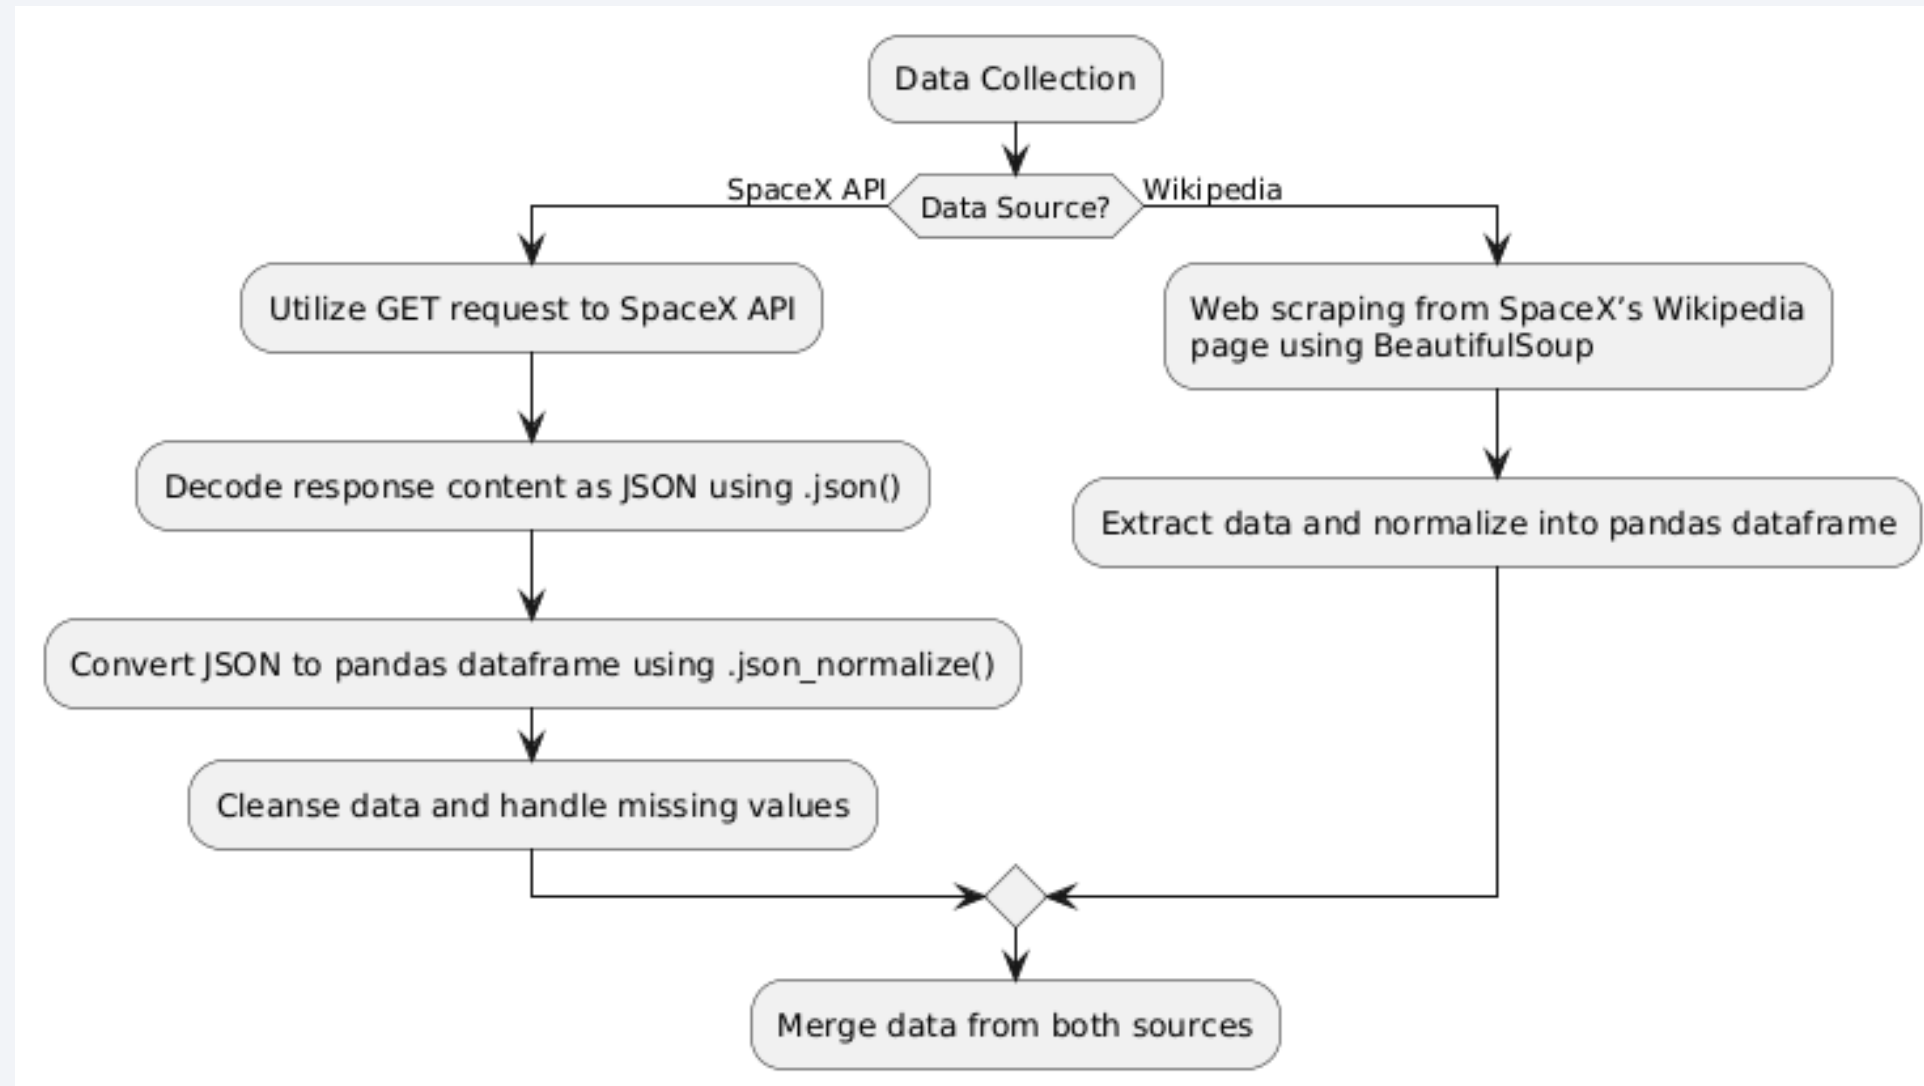 Data Collection
SpaceX API
Data Source?
Wikipedia
Utilize GET request to SpaceX API
Web scraping from SpaceX’s Wikipedia
page using BeautifulSoup
Decode response content as JSON using .json()
Extract data and normalize into pandas dataframe
Convert JSON to pandas dataframe using .json_normalize()
Cleanse data and handle missing values
Merge data from both sources